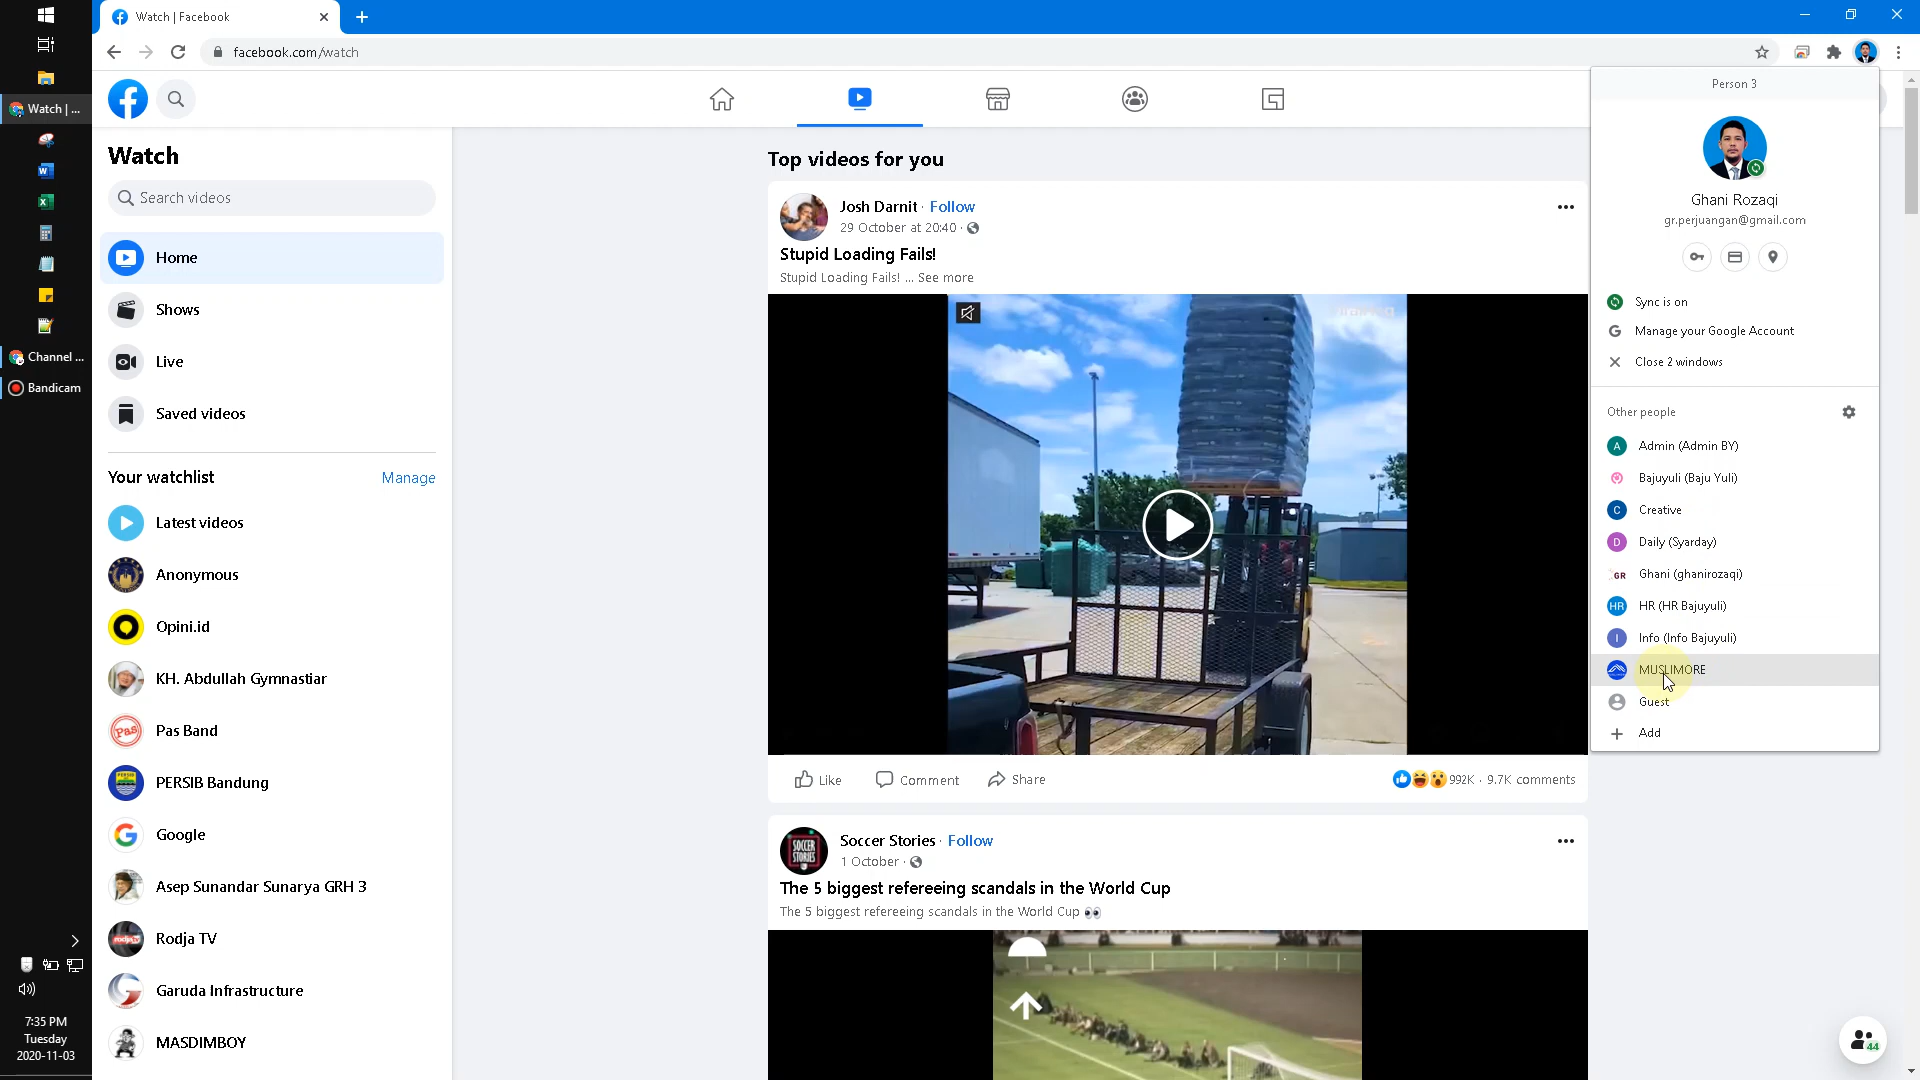 Watch | Facebook
facebook.com/watch
Watch | ...
Channel ...
Bandicam
7:35 PM
Tuesday
2020-11-03
Watch
Search videos
Home
Shows
Live
Saved videos
Your watchlist
Manage
Latest videos
Anonymous
Opini.id
KH. Abdullah Gymnastiar
Pas Band
PERSIB Bandung
Google
Asep Sunandar Sunarya GRH 3
Rodja TV
Garuda Infrastructure
MASDIMBOY
Top videos for you
Josh Darnit · Follow
29 October at 20:40 ·
Stupid Loading Fails!
Stupid Loading Fails! ... See more
Like
Comment
Share
992K · 9.7K comments
SOCCER
STORIES
Soccer Stories · Follow
1 October ·
The 5 biggest refereeing scandals in the World Cup
The 5 biggest refereeing scandals in the World Cup 👀
Person 3
Ghani Rozaqi
gr.perjuangan@gmail.com
Sync is on
G Manage your Google Account
Close 2 windows
Other people
A Admin (Admin BY)
Bajuyuli (Baju Yuli)
C Creative
D Daily (Syarday)
GR Ghani (ghanirozaqi)
HR HR (HR Bajuyuli)
I Info (Info Bajuyuli)
MUSLIMORE
Guest
Add
44